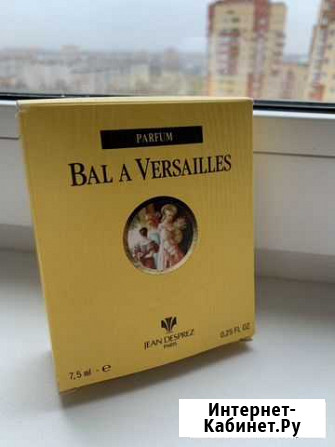 PARFUM
BAL A VERSAILLES
JEAN DESPREZ
PARIS
7,5 ml - e
0,25 FL OZ
Интернет-
Кабинет.Ру